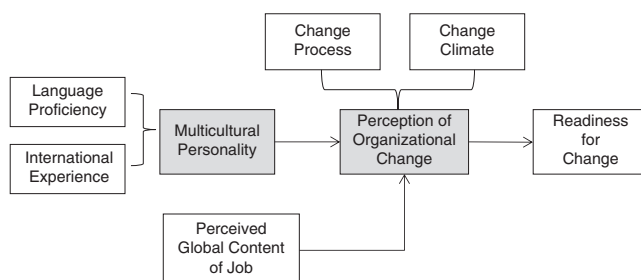 Change
Process
Change
Climate
Language
Proficiency
International
Experience
Multicultural
Personality
Perception of
Organizational
Change
Readiness
for
Change
Perceived
Global Content
of Job